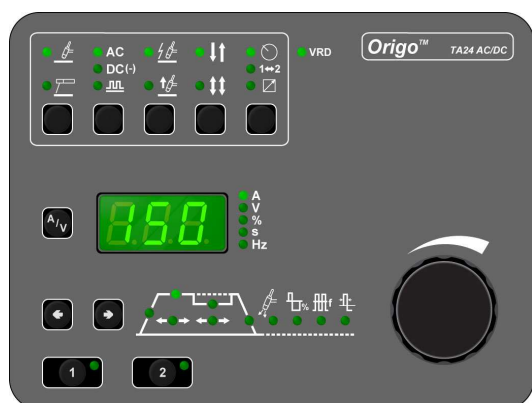 AC
VRD
Origo™
TA24 AC/DC
DC(-)
1↔2
A/V
150
A
V
%
s
Hz
%
f
1
2